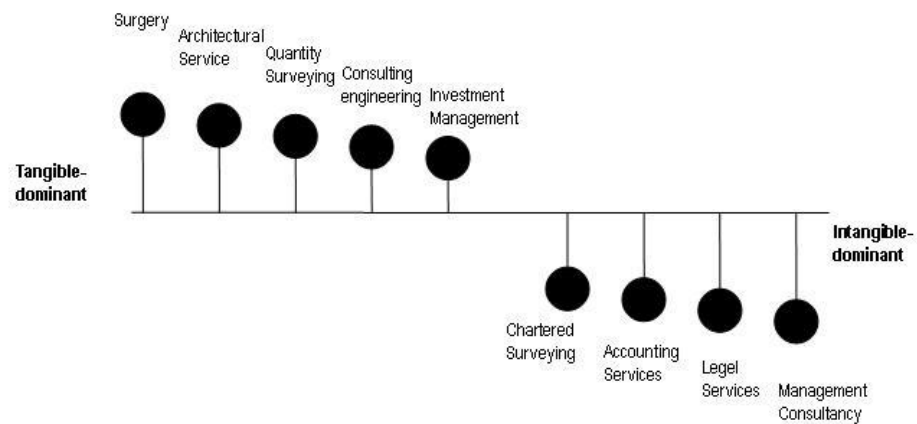 Surgery
Architectural
Service
Quantity
Surveying
Consulting
engineering
Investment
Management
Tangible-
dominant
Intangible-
dominant
Chartered
Surveying
Accounting
Services
Legel
Services
Management
Consultancy